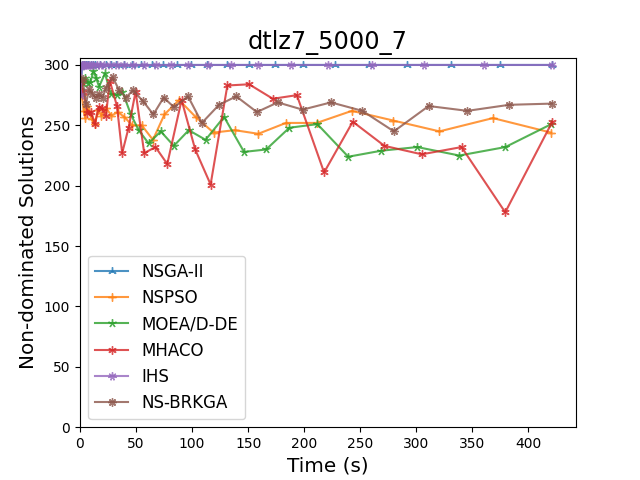 dtlz7_5000_7
Non-dominated Solutions
300
250
200
150
100
50
0
NSGA-II
NSPSO
MOEA/D-DE
MHACO
IHS
NS-BRKGA
0 50 100 150 200 250 300 350 400
Time (s)